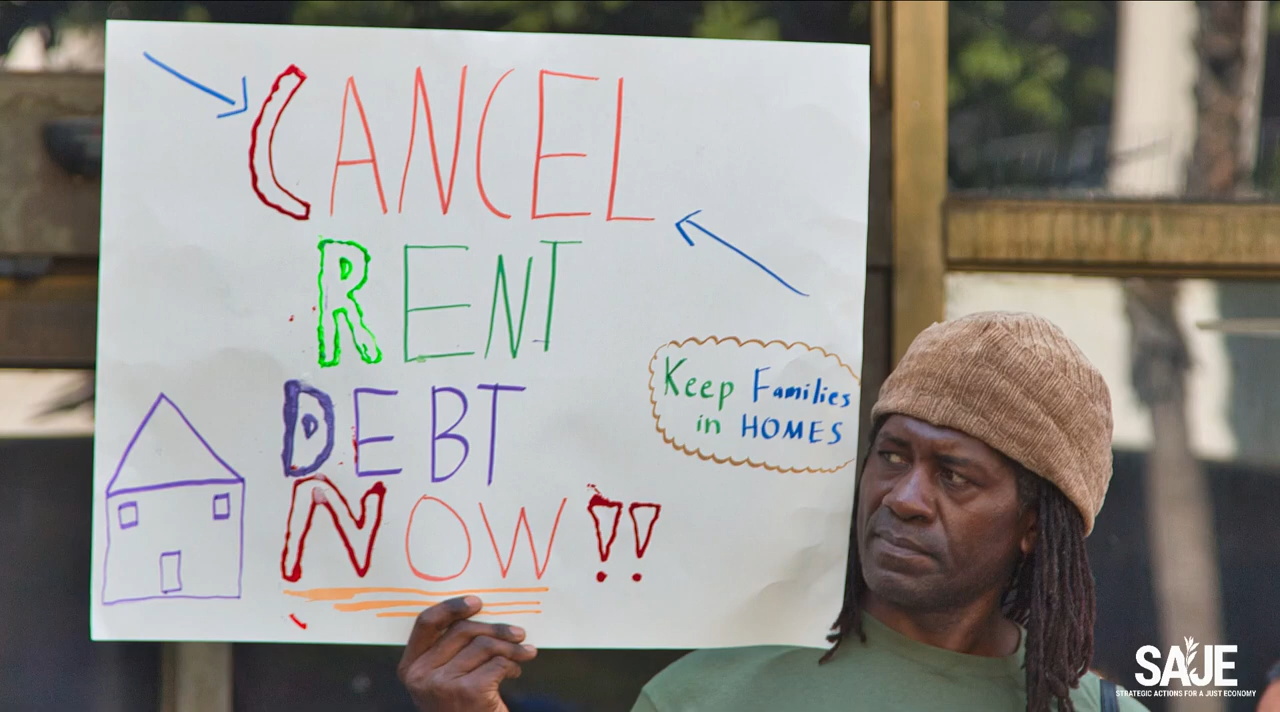 CANCEL
RENT
DEBT
NOW!!
Keep Families
in HOMES
SAJE
STRATEGIC ACTIONS FOR A JUST ECONOMY